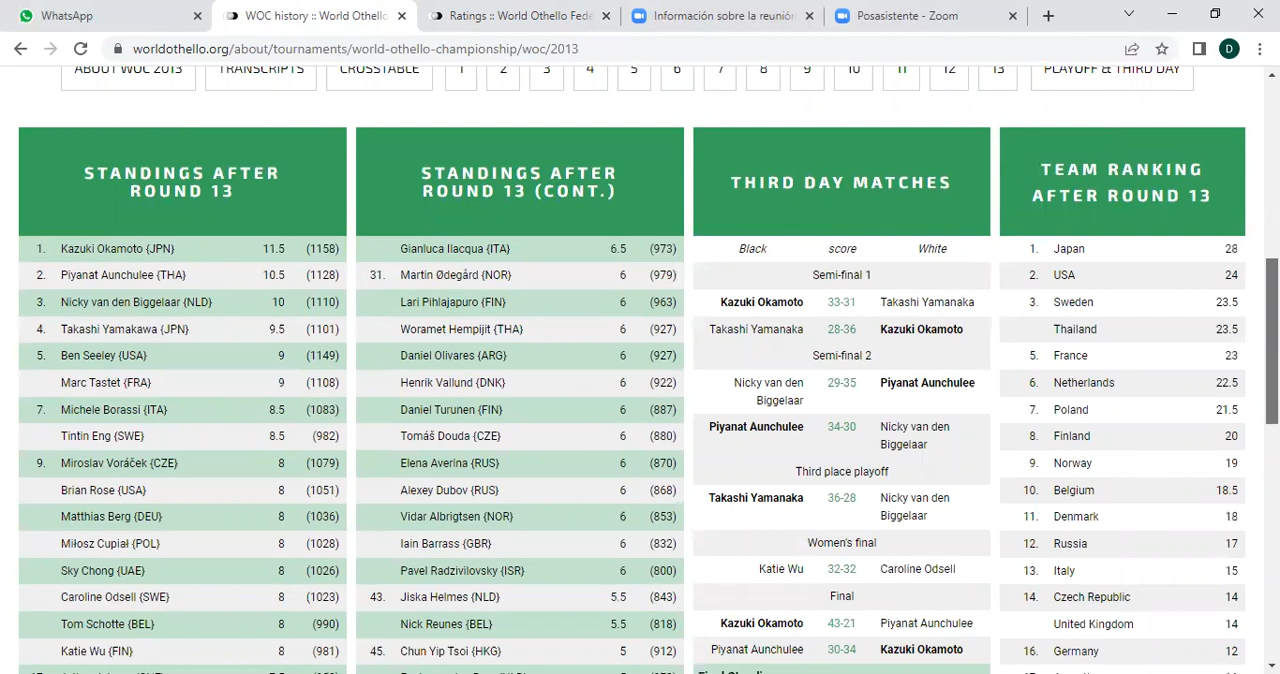 WhatsApp
WOC history :: World Othello
Ratings :: World Othello Fede
Información sobre la reunión
Posasistente - Zoom
worldothello.org/about/tournaments/world-othello-championship/woc/2013
D
ABOUT WOC 2013 TRANSCRIPTS CROSSTABLE 1 2 3 4 5 6 7 8 9 10 11 12 13 PLAYOFF & THIRD DAY
STANDINGS AFTER
ROUND 13
1. Kazuki Okamoto {JPN} 11.5 (1158)
2. Piyanat Aunchulee {THA} 10.5 (1128)
3. Nicky van den Biggelaar {NLD} 10 (1110)
4. Takashi Yamakawa {JPN} 9.5 (1101)
5. Ben Seeley {USA} 9 (1149)
Marc Tastet {FRA} 9 (1108)
7. Michele Borassi {ITA} 8.5 (1083)
Tintin Eng {SWE} 8.5 (982)
9. Miroslav Voráček {CZE} 8 (1079)
Brian Rose {USA} 8 (1051)
Matthias Berg {DEU} 8 (1036)
Miłosz Cupiał {POL} 8 (1028)
Sky Chong {UAE} 8 (1026)
Caroline Odsell {SWE} 8 (1023)
Tom Schotte {BEL} 8 (990)
Katie Wu {FIN} 8 (981)
STANDINGS AFTER
ROUND 13 (CONT.)
Gianluca Ilacqua {ITA} 6.5 (973)
31. Martin Ødegård {NOR} 6 (979)
Lari Pihlajapuro {FIN} 6 (963)
Woramet Hempijit {THA} 6 (927)
Daniel Olivares {ARG} 6 (927)
Henrik Vallund {DNK} 6 (922)
Daniel Turunen {FIN} 6 (887)
Tomáš Douda {CZE} 6 (880)
Elena Averina {RUS} 6 (870)
Alexey Dubov {RUS} 6 (868)
Vidar Albrigtsen {NOR} 6 (853)
Iain Barrass {GBR} 6 (832)
Pavel Radzivilovsky {ISR} 6 (800)
43. Jiska Helmes {NLD} 5.5 (843)
Nick Reunes {BEL} 5.5 (818)
45. Chun Yip Tsoi {HKG} 5 (912)
THIRD DAY MATCHES
Black score White
Semi-final 1
Kazuki Okamoto 33-31 Takashi Yamanaka
Takashi Yamanaka 28-36 Kazuki Okamoto
Semi-final 2
Nicky van den 29-35 Piyanat Aunchulee
Biggelaar
Piyanat Aunchulee 34-30 Nicky van den
Biggelaar
Third place playoff
Takashi Yamanaka 36-28 Nicky van den
Biggelaar
Women's final
Katie Wu 32-32 Caroline Odsell
Final
Kazuki Okamoto 43-21 Piyanat Aunchulee
Piyanat Aunchulee 30-34 Kazuki Okamoto
TEAM RANKING
AFTER ROUND 13
1. Japan 28
2. USA 24
3. Sweden 23.5
Thailand 23.5
5. France 23
6. Netherlands 22.5
7. Poland 21.5
8. Finland 20
9. Norway 19
10. Belgium 18.5
11. Denmark 18
12. Russia 17
13. Italy 15
14. Czech Republic 14
United Kingdom 14
16. Germany 12